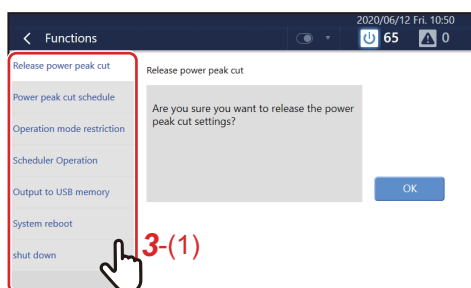 2020/06/12 Fri. 10:50
Functions
65
0
Release power peak cut
Power peak cut schedule
Operation mode restriction
Scheduler Operation
Output to USB memory
System reboot
shut down
Release power peak cut
Are you sure you want to release the power
peak cut settings?
OK
3-(1)